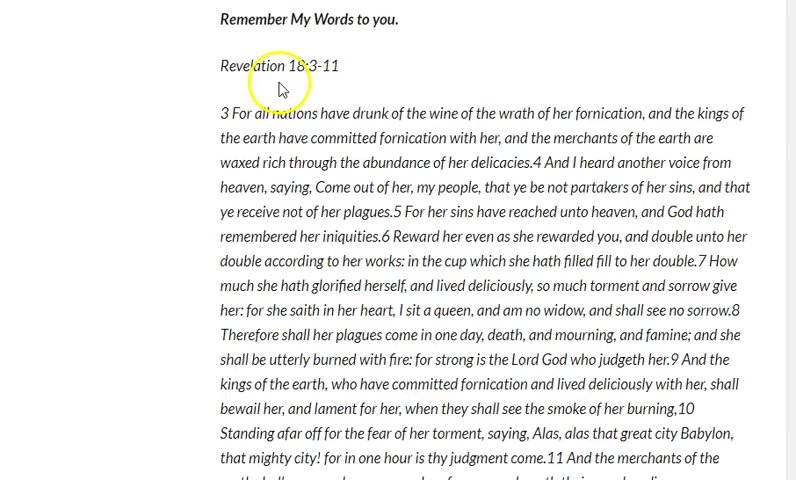 Remember My Words to you.
Revelation 18:3-11
3 For all nations have drunk of the wine of the wrath of her fornication, and the kings of
the earth have committed fornication with her, and the merchants of the earth are
waxed rich through the abundance of her delicacies.4 And I heard another voice from
heaven, saying, Come out of her, my people, that ye be not partakers of her sins, and that
ye receive not of her plagues.5 For her sins have reached unto heaven, and God hath
remembered her iniquities.6 Reward her even as she rewarded you, and double unto her
double according to her works: in the cup which she hath filled fill to her double.7 How
much she hath glorified herself, and lived deliciously, so much torment and sorrow give
her: for she saith in her heart, I sit a queen, and am no widow, and shall see no sorrow.8
Therefore shall her plagues come in one day, death, and mourning, and famine; and she
shall be utterly burned with fire: for strong is the Lord God who judgeth her.9 And the
kings of the earth, who have committed fornication and lived deliciously with her, shall
bewail her, and lament for her, when they shall see the smoke of her burning,10
Standing afar off for the fear of her torment, saying, Alas, alas that great city Babylon,
that mighty city! for in one hour is thy judgment come.11 And the merchants of the